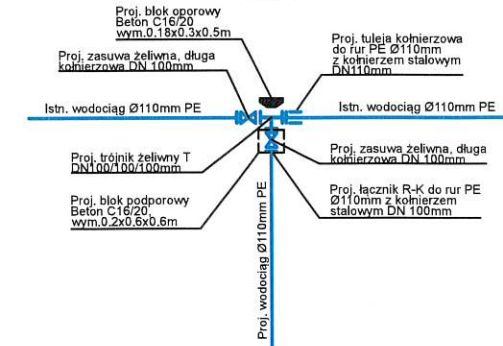 Proj. blok oporowy
Beton C16/20
wym.0.18x0.3x0.5m
Proj. tuleja kołnierzowa
do rur PE Ø110mm
z kołnierzem stalowym
DN110mm
Proj. zasuwa żeliwna, długa
kołnierzowa DN 100mm
Istn. wodociąg Ø110mm PE
Istn. wodociąg Ø110mm PE
Proj. trójnik żeliwny T
DN100/100/100mm
Proj. zasuwa żeliwna, długa
kołnierzowa DN 100mm
Proj. blok podporowy
Beton C16/20,
wym.0.2x0.6x0.6m
Proj. łącznik R-K do rur PE
Ø110mm z kołnierzem
stalowym DN 100mm
Proj. wodociąg Ø110mm PE